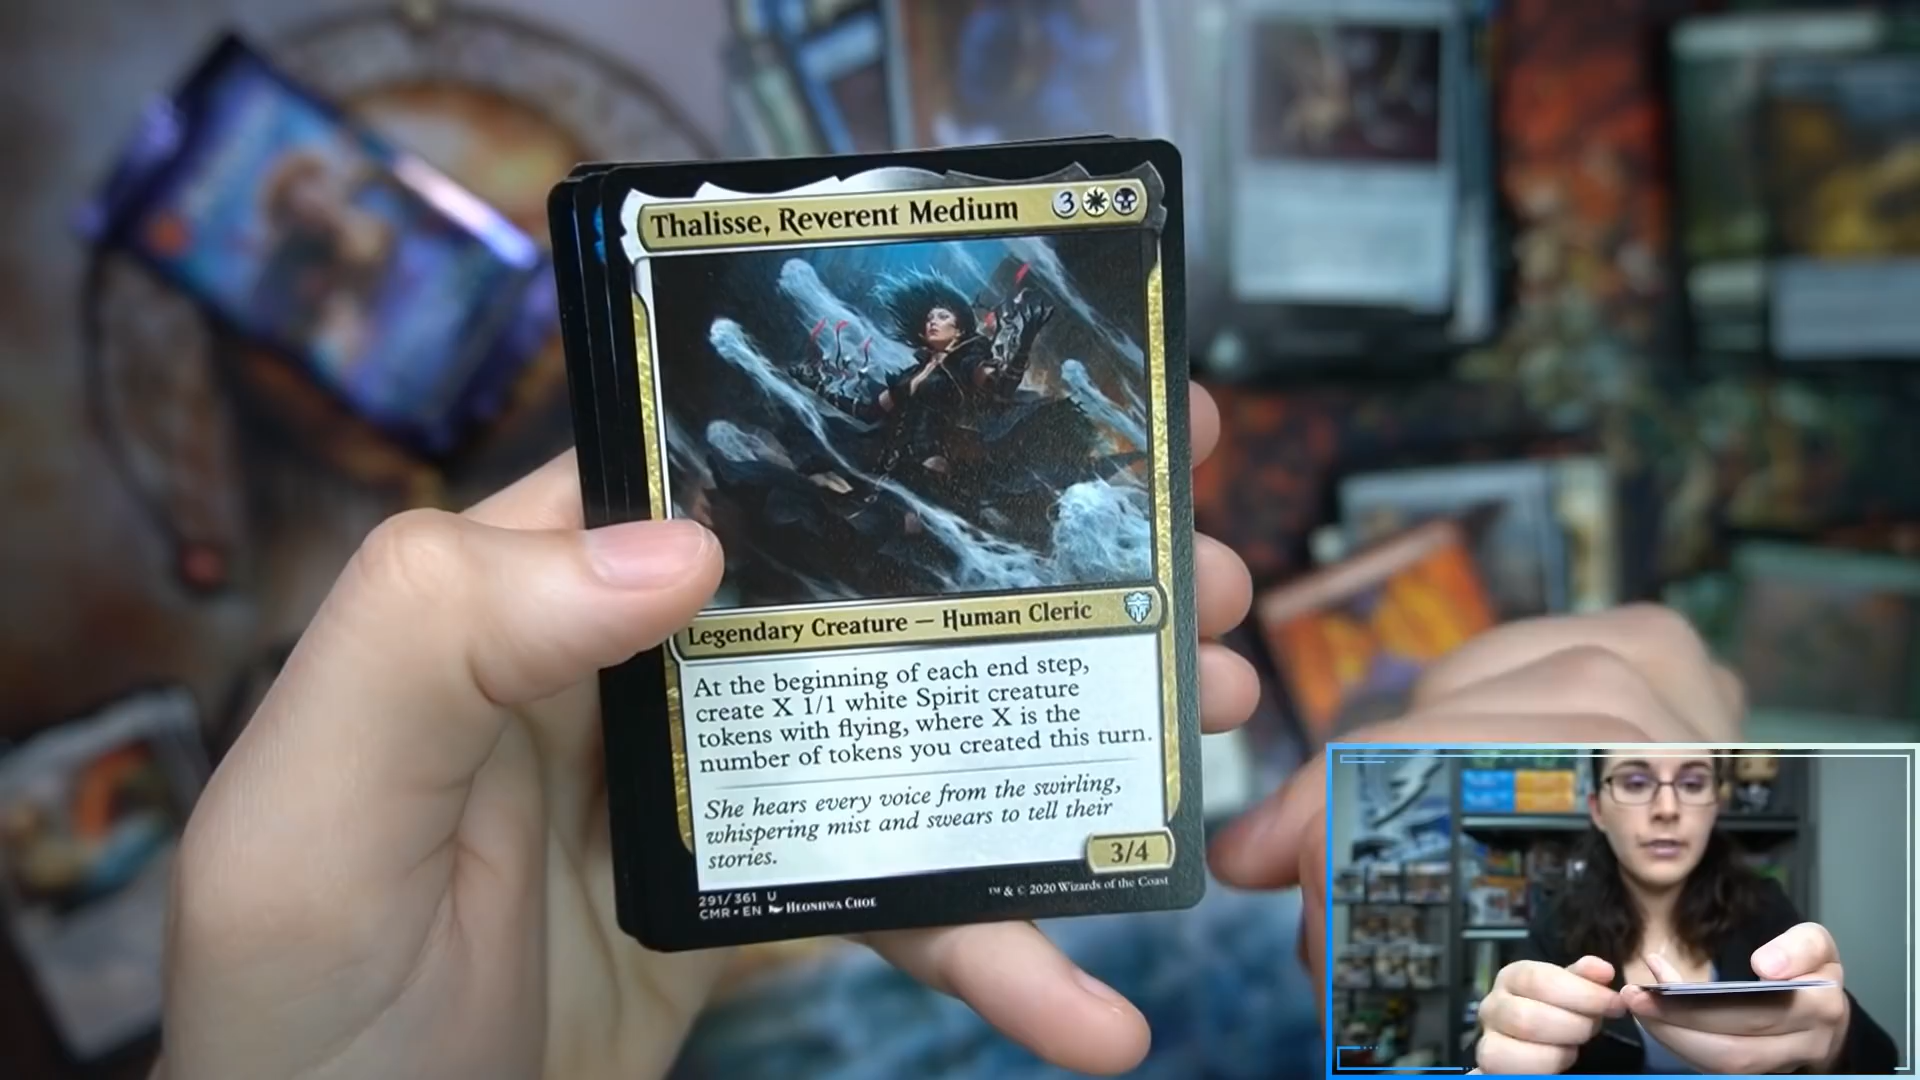 Thalisse, Reverent Medium 3
Legendary Creature — Human Cleric
At the beginning of each end step,
create X 1/1 white Spirit creature
tokens with flying, where X is the
number of tokens you created this turn.
She hears every voice from the swirling,
whispering mist and swears to tell their
stories.
3/4
291/361 U
CMR • EN HEONHWA CHOE
™ & © 2020 Wizards of the Coast